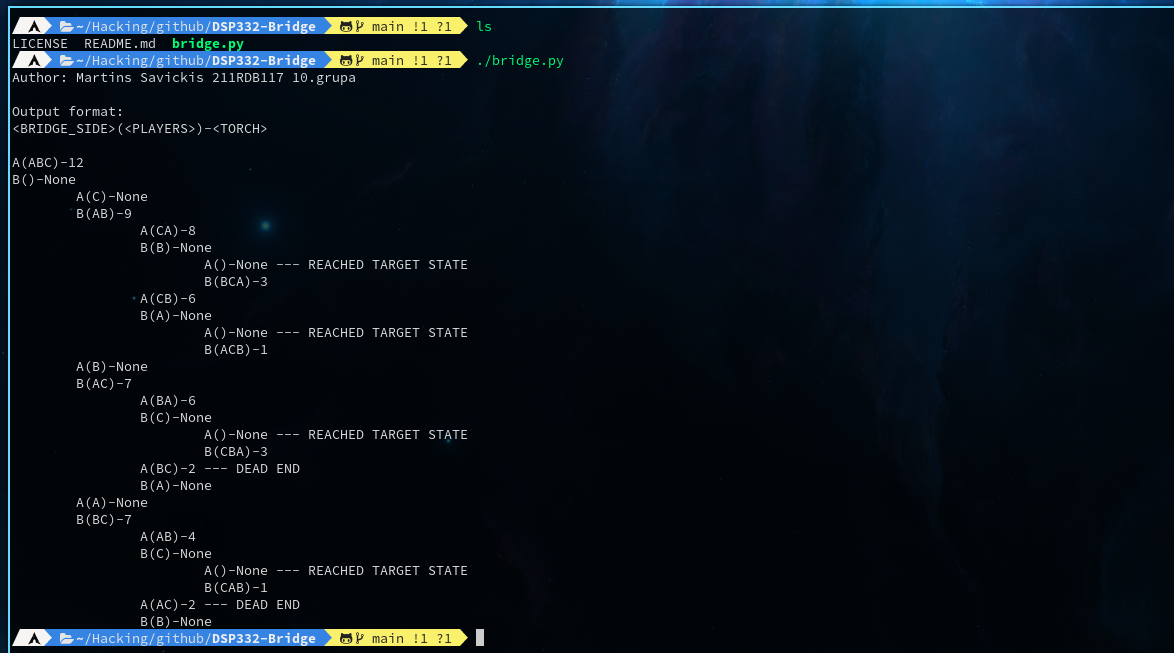 ~/Hacking/github/DSP332-Bridge main !1 ?1 ls
LICENSE  README.md  bridge.py
~/Hacking/github/DSP332-Bridge main !1 ?1 ./bridge.py
Author: Martins Savickis 211RDB117 10.grupa

Output format:
<BRIDGE_SIDE>(<PLAYERS>)-<TORCH>

A(ABC)-12
B()-None
        A(C)-None
        B(AB)-9
                A(CA)-8
                B(B)-None
                        A()-None --- REACHED TARGET STATE
                        B(BCA)-3
                A(CB)-6
                B(A)-None
                        A()-None --- REACHED TARGET STATE
                        B(ACB)-1
        A(B)-None
        B(AC)-7
                A(BA)-6
                B(C)-None
                        A()-None --- REACHED TARGET STATE
                        B(CBA)-3
                A(BC)-2 --- DEAD END
                B(A)-None
        A(A)-None
        B(BC)-7
                A(AB)-4
                B(C)-None
                        A()-None --- REACHED TARGET STATE
                        B(CAB)-1
                A(AC)-2 --- DEAD END
                B(B)-None
~/Hacking/github/DSP332-Bridge main !1 ?1